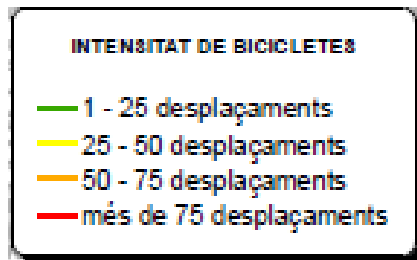 INTENSITAT DE BICICLETES
1 - 25 desplaçaments
25 - 50 desplaçaments
50 - 75 desplaçaments
més de 75 desplaçaments